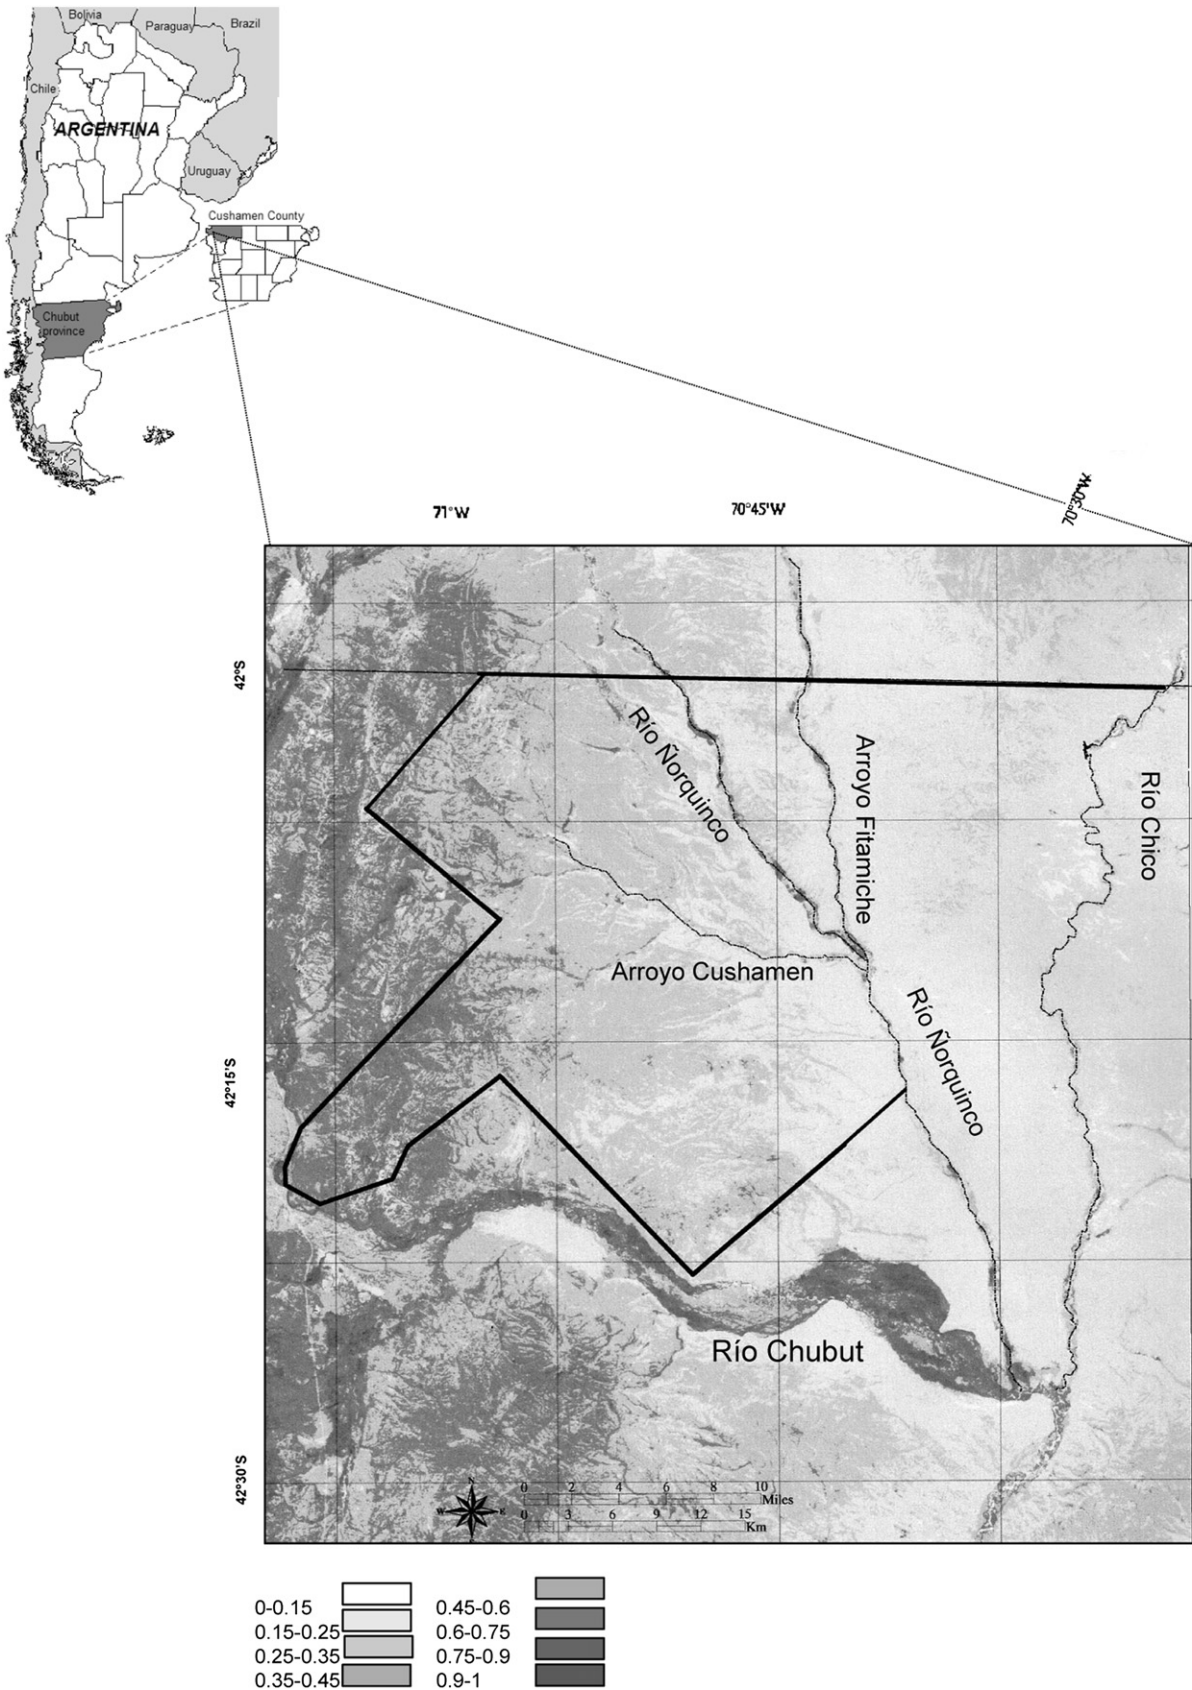 Bolivia
Paraguay
Brazil
Chile
ARGENTINA
Uruguay
Cushamen County
Chubut
province
71°W
70°45'W
70°30'W
42°S
Río Ñorquinco
Arroyo Fitamiche
Río Chico
Arroyo Cushamen
Río Ñorquinco
42°15'S
Río Chubut
42°30'S
N
W
E
0 2 4 6 8 10
Miles
0 3 6 9 12 15
Km
0-0.15
0.15-0.25
0.25-0.35
0.35-0.45
0.45-0.6
0.6-0.75
0.75-0.9
0.9-1